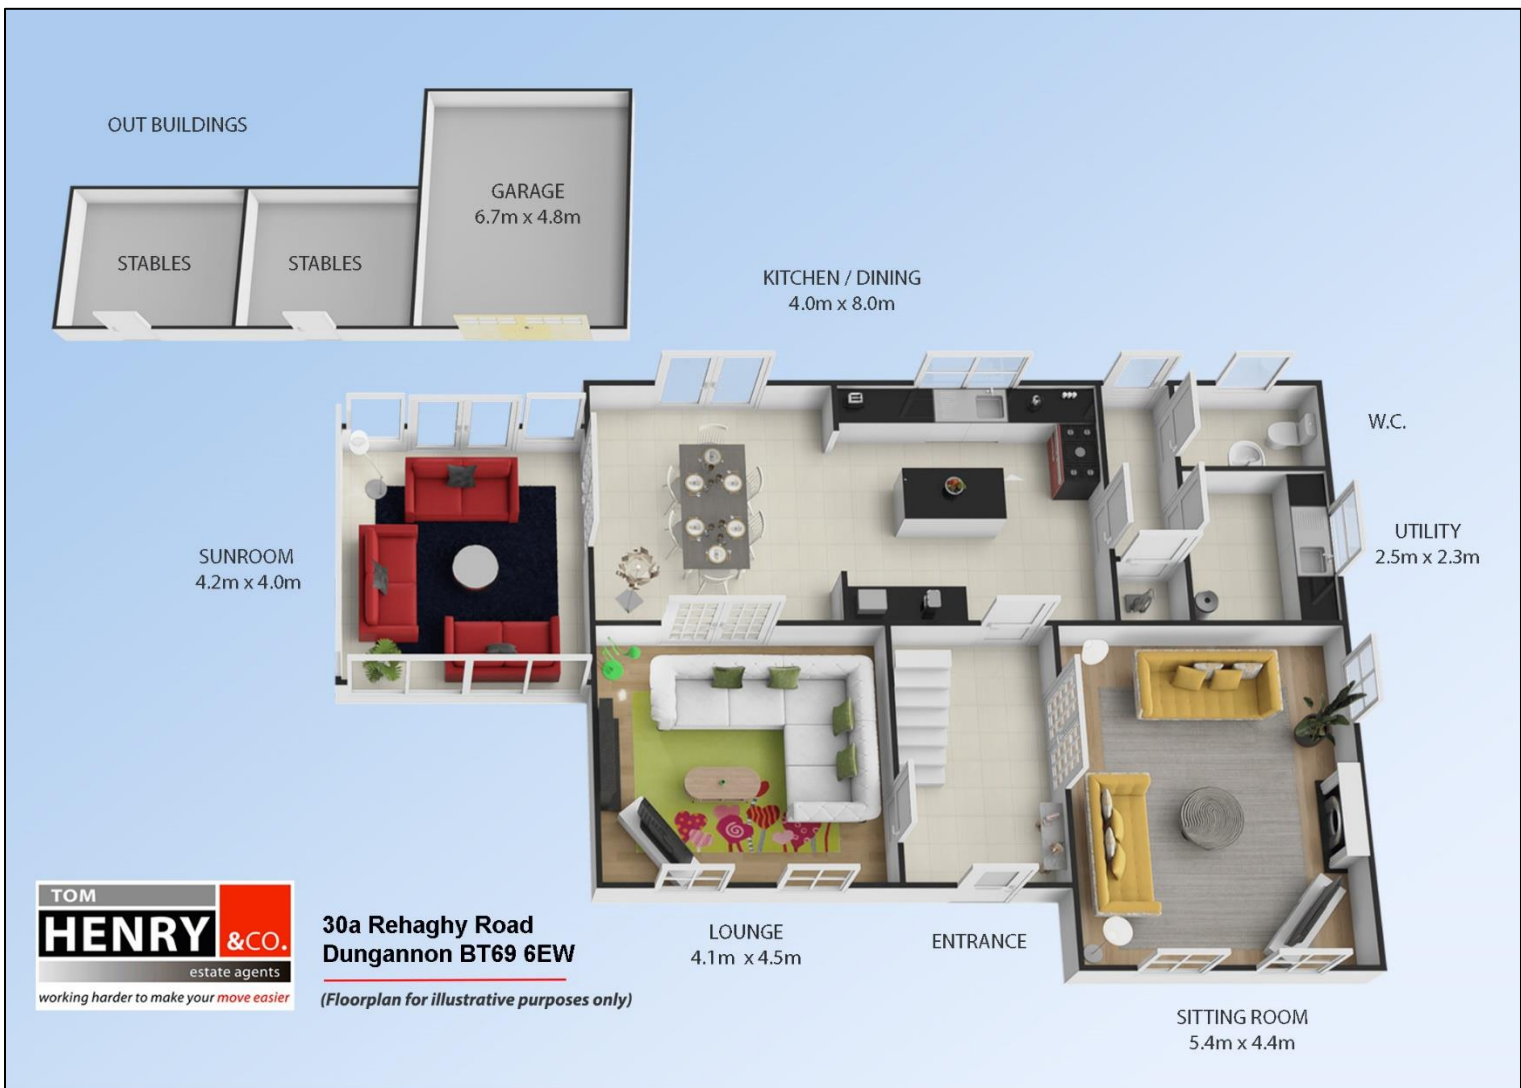 OUT BUILDINGS
GARAGE
6.7m x 4.8m
STABLES
STABLES
KITCHEN / DINING
4.0m x 8.0m
W.C.
SUNROOM
4.2m x 4.0m
UTILITY
2.5m x 2.3m
LOUNGE
4.1m x 4.5m
ENTRANCE
SITTING ROOM
5.4m x 4.4m
TOM
HENRY &CO.
estate agents
working harder to make your move easier
30a Rehaghy Road
Dungannon BT69 6EW
(Floorplan for illustrative purposes only)